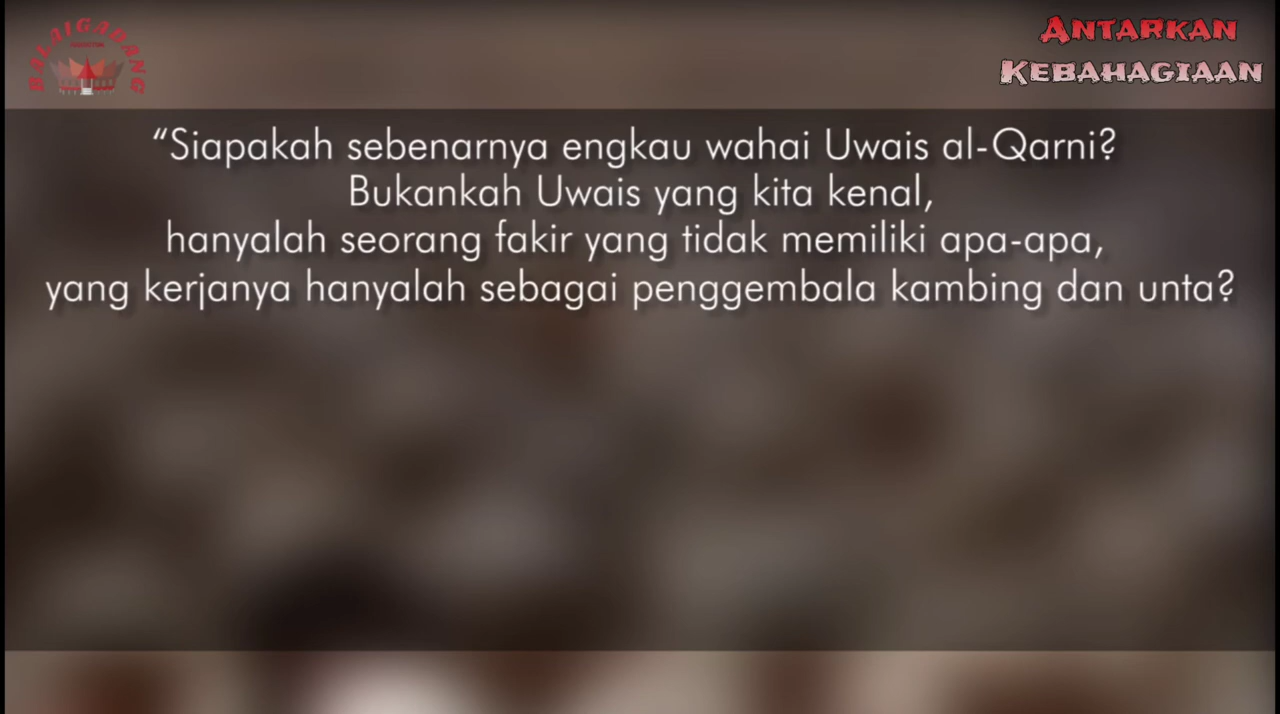 BALAIGADANG
Antarkan
Kebahagiaan
“Siapakah sebenarnya engkau wahai Uwais al-Qarni?
Bukankah Uwais yang kita kenal,
hanyalah seorang fakir yang tidak memiliki apa-apa,
yang kerjanya hanyalah sebagai penggembala kambing dan unta?